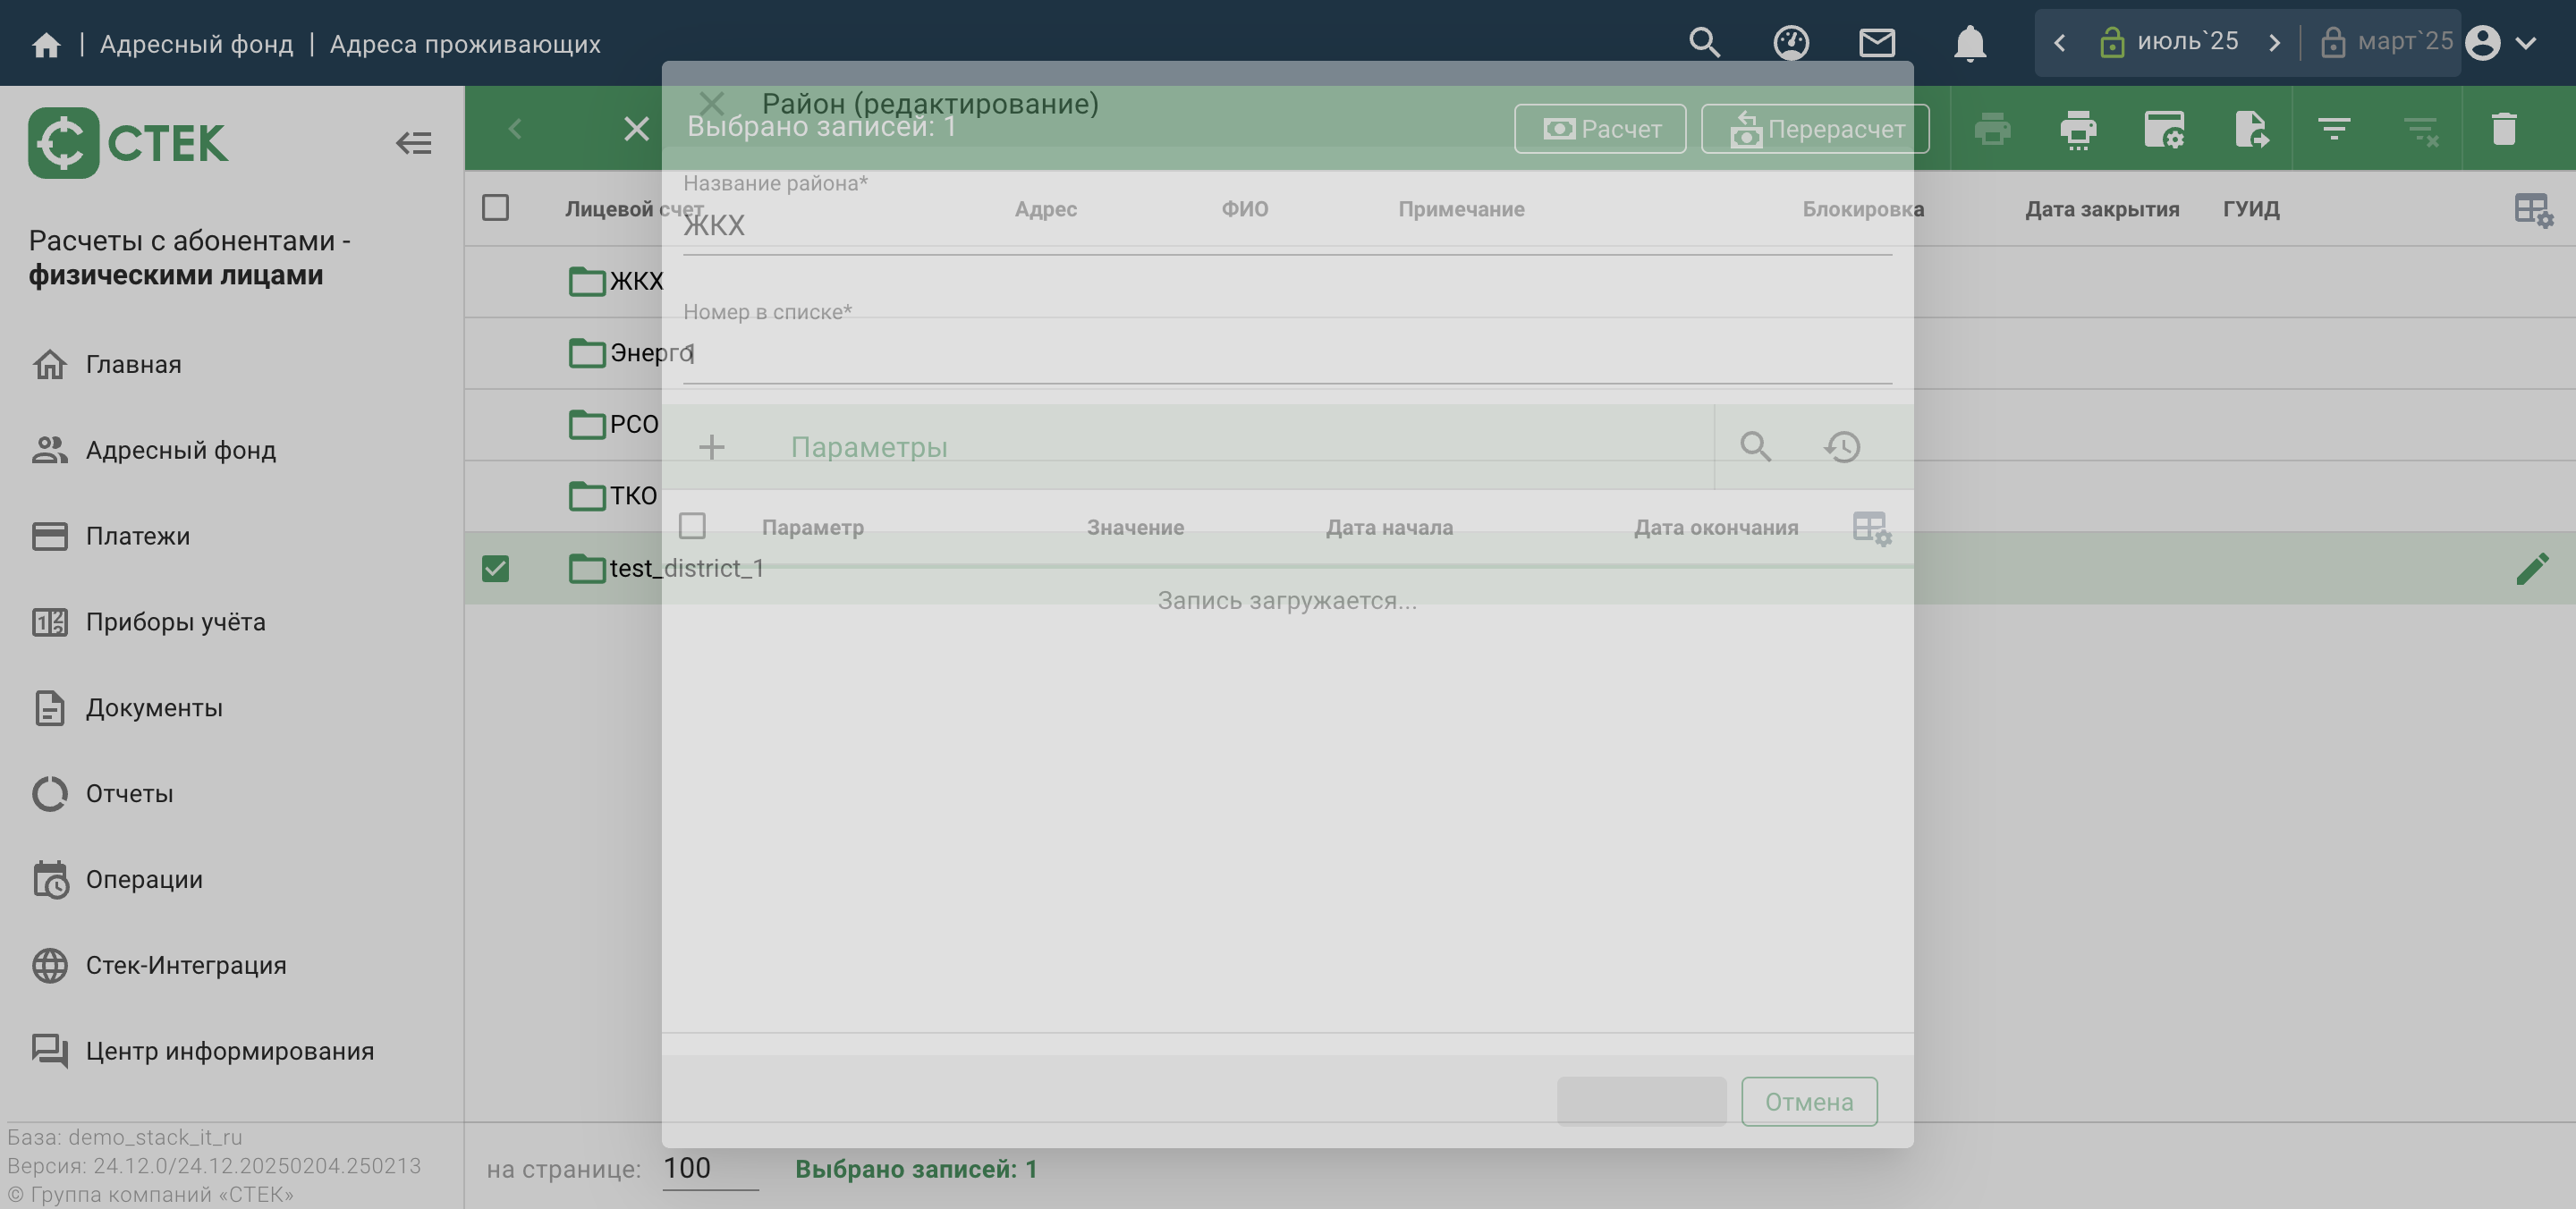 | Адресный фонд | Адреса проживающих
июль`25
март`25
СТЕК
Расчеты с абонентами -
физическими лицами
Главная
Адресный фонд
Платежи
Приборы учёта
Документы
Отчеты
Операции
Стек-Интеграция
Центр информирования
База: demo_stack_it_ru
Версия: 24.12.0/24.12.20250204.250213
© Группа компаний «СТЕК»
Выбрано записей: 1
Расчет
Перерасчет
Лицевой счет Адрес ФИО Примечание Блокировка Дата закрытия ГУИД
ЖКХ
Энерго
РСО
ТКО
test_district_1
Район (редактирование)
Название района*
ЖКХ
Номер в списке*
1
Параметры
Параметр Значение Дата начала Дата окончания
Запись загружается...
Отмена
на странице: 100 Выбрано записей: 1